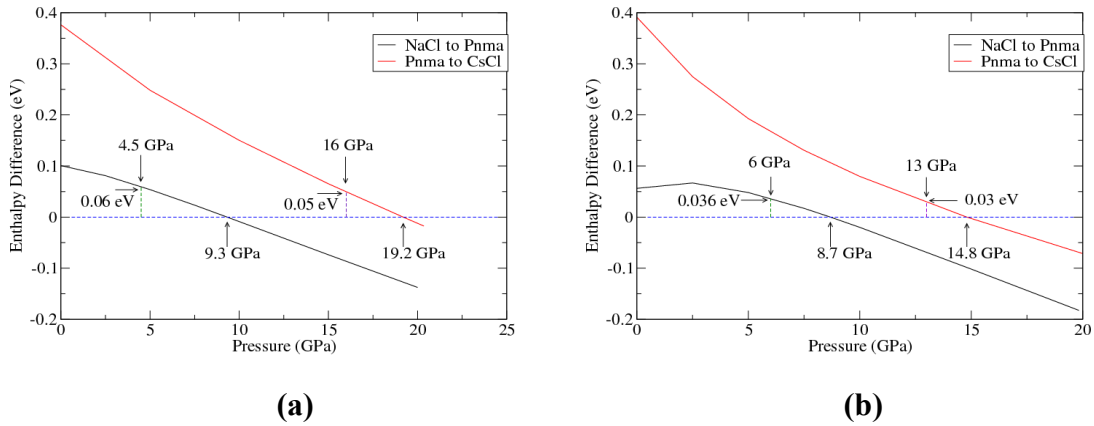 0.4
0.3
0.2
0.1
0
-0.1
-0.2
Enthalpy Difference (eV)
NaCl to Pnma
Pnma to CsCl
4.5 GPa
16 GPa
0.06 eV
0.05 eV
9.3 GPa
19.2 GPa
0 5 10 15 20 25
Pressure (GPa)
(a)
0.4
0.3
0.2
0.1
0
-0.1
-0.2
Enthalpy Difference (eV)
NaCl to Pnma
Pnma to CsCl
6 GPa
13 GPa
0.036 eV
0.03 eV
8.7 GPa
14.8 GPa
0 5 10 15 20
Pressure (GPa)
(b)